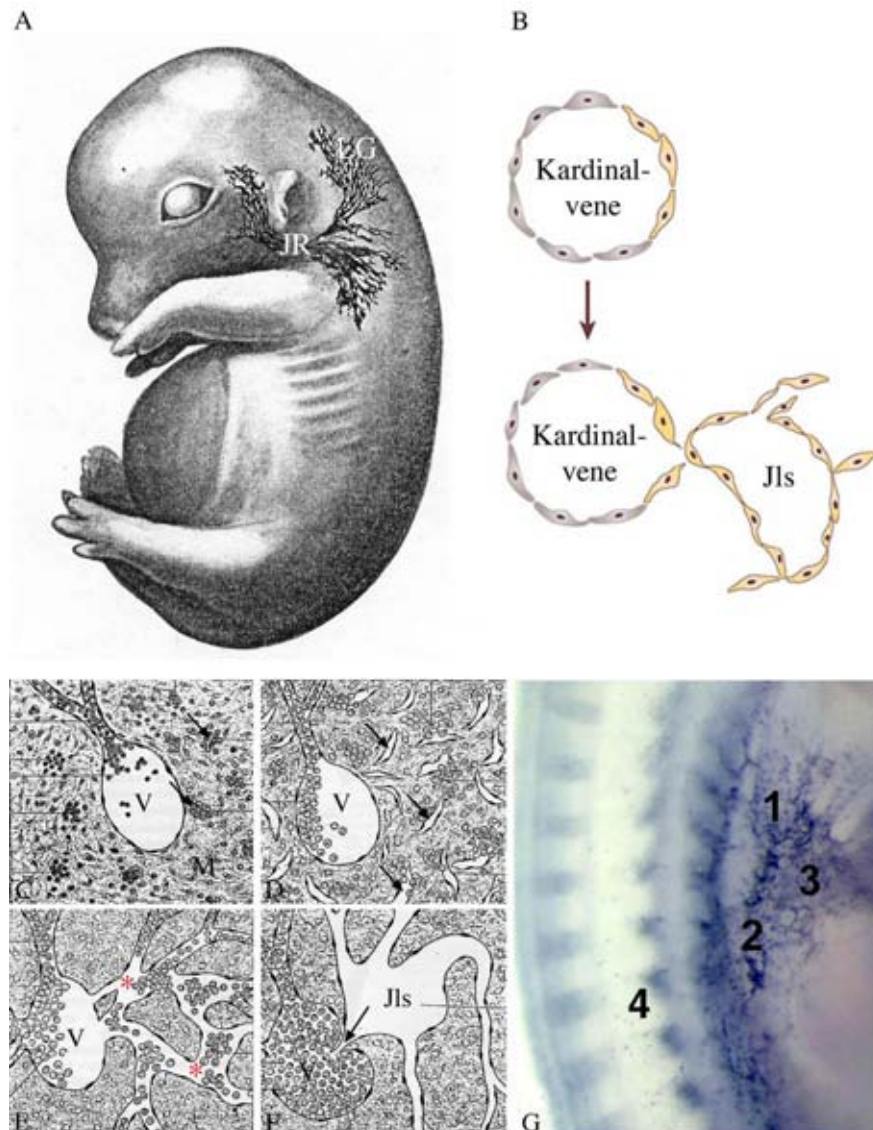 A
B
LG
JR
Kardinal-
vene
Kardinal-
vene
Jls
V
M
C
V
D
V
*
*
E
Jls
V
F
1
3
2
4
G